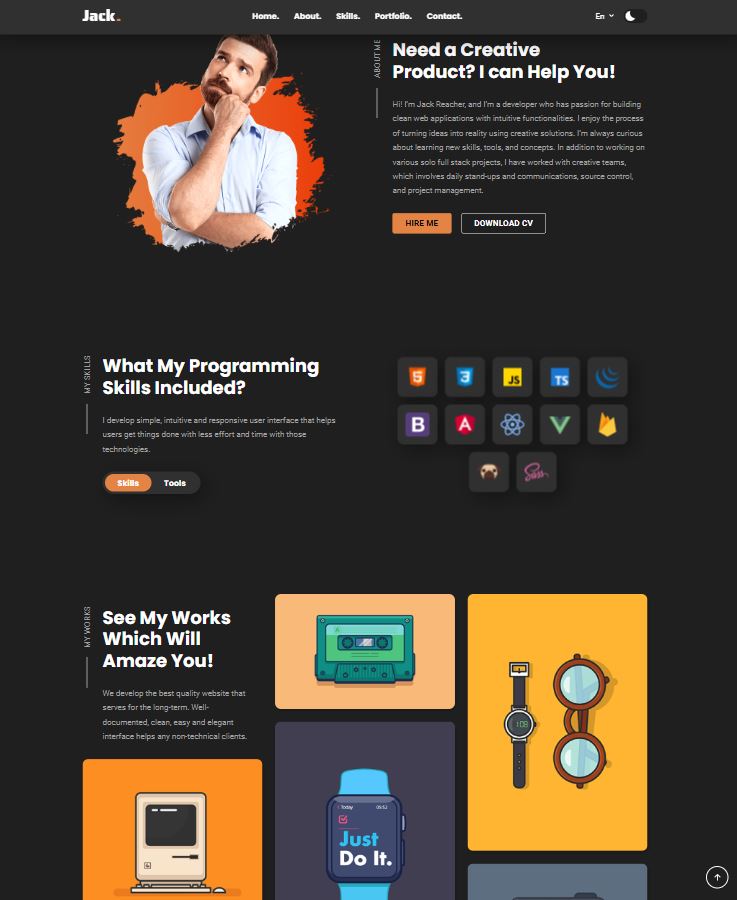 Jack.
Home. About. Skills. Portfolio. Contact.
En
ABOUT ME
Need a Creative
Product? I can Help You!
Hi! I'm Jack Reacher, and I'm a developer who has passion for building
clean web applications with intuitive functionalities. I enjoy the process
of turning ideas into reality using creative solutions. I'm always curious
about learning new skills, tools, and concepts. In addition to working on
various solo full stack projects, I have worked with creative teams,
which involves daily stand-ups and communications, source control,
and project management.
HIRE ME
DOWNLOAD CV
MY SKILLS
What My Programming
Skills Included?
I develop simple, intuitive and responsive user interface that helps
users get things done with less effort and time with those
technologies.
Skills
Tools
5
3
JS
TS
B
A
Sass
MY WORKS
See My Works
Which Will
Amaze You!
We develop the best quality website that
serves for the long-term. Well-
documented, clean, easy and elegant
interface helps any non-technical clients.
A
1:08
Today 09:52
Just
Do It.